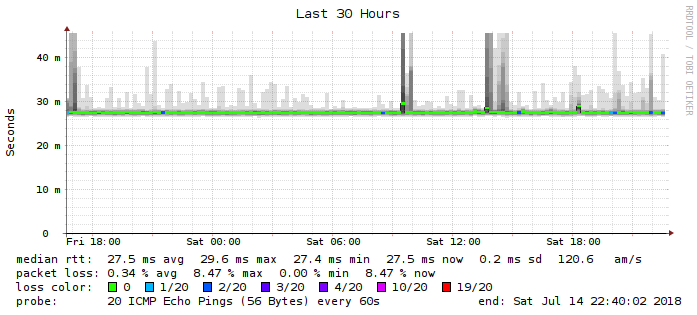 Last 30 Hours
RRDTOOL / TOBI OETIKER
Seconds
40 m
30 m
20 m
10 m
0
Fri 18:00 Sat 00:00 Sat 06:00 Sat 12:00 Sat 18:00
median rtt: 27.5 ms avg 29.6 ms max 27.4 ms min 27.5 ms now 0.2 ms sd 120.6 am/s
packet loss: 0.34 % avg 8.47 % max 0.00 % min 8.47 % now
loss color: 0 1/20 2/20 3/20 4/20 10/20 19/20
probe: 20 ICMP Echo Pings (56 Bytes) every 60s end: Sat Jul 14 22:40:02 2018